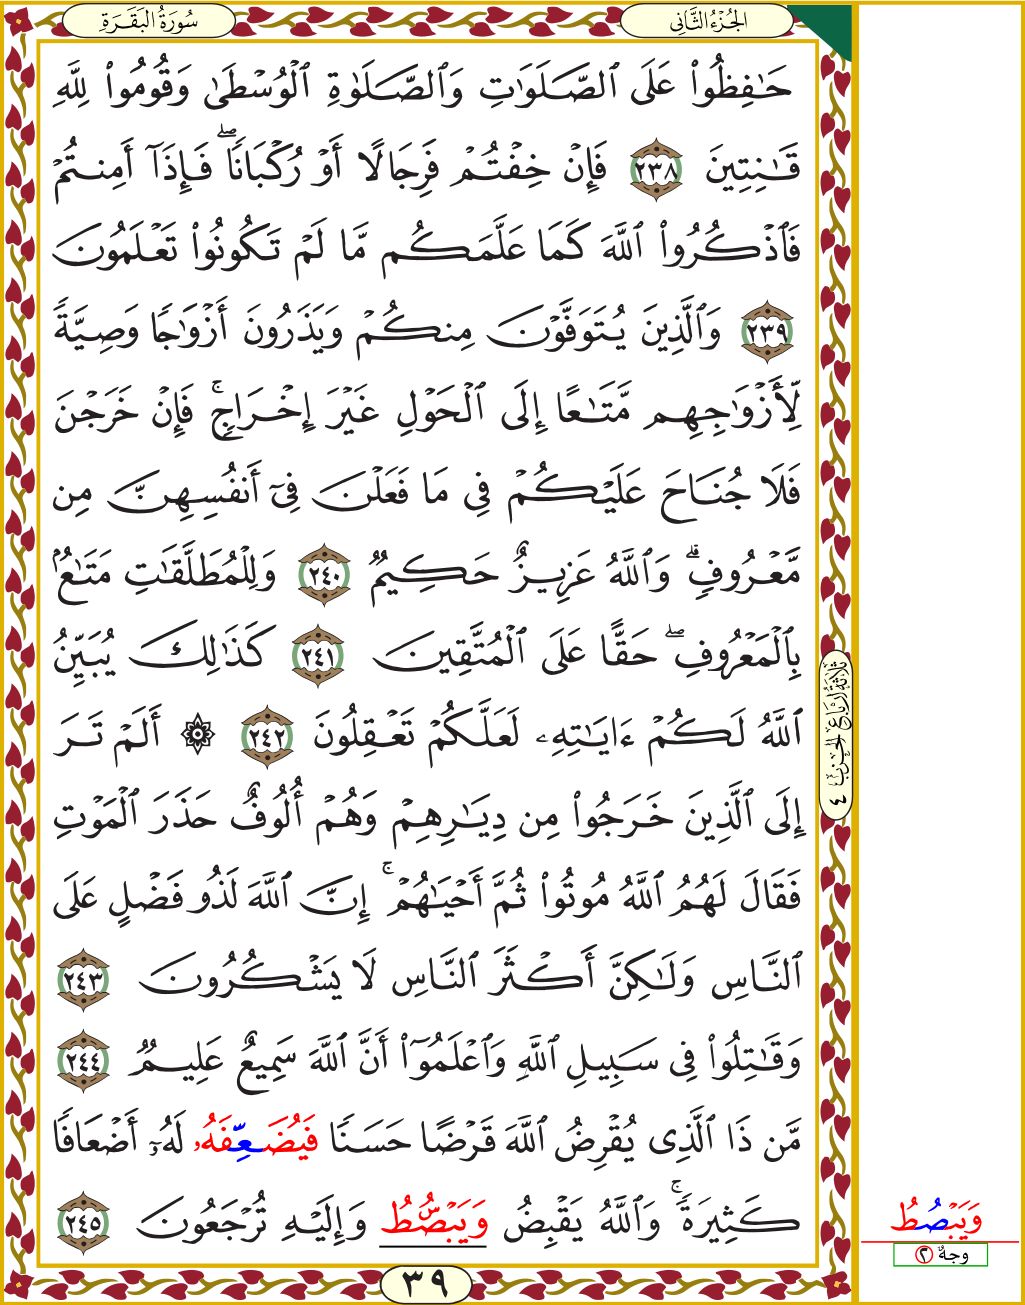 الجُزْءُ الثَّانِي
سُورَةُ البَقَرَةِ
حَٰفِظُواْ عَلَى ٱلصَّلَوَٰتِ وَٱلصَّلَوٰةِ ٱلْوُسْطَىٰ وَقُومُواْ لِلَّهِ
قَٰنِتِينَ ٢٣٨ فَإِنْ خِفْتُمْ فَرِجَالًا أَوْ رُكْبَانًاۖ فَإِذَآ أَمِنتُمْ
فَٱذْكُرُواْ ٱللَّهَ كَمَا عَلَّمَكُم مَّا لَمْ تَكُونُواْ تَعْلَمُونَ
٢٣٩ وَٱلَّذِينَ يُتَوَفَّوْنَ مِنكُمْ وَيَذَرُونَ أَزْوَٰجًا وَصِيَّةٌ
لِّأَزْوَٰجِهِم مَّتَٰعًا إِلَى ٱلْحَوْلِ غَيْرَ إِخْرَاجٍۚ فَإِنْ خَرَجْنَ
فَلَا جُنَاحَ عَلَيْكُمْ فِي مَا فَعَلْنَ فِيٓ أَنفُسِهِنَّ مِن
مَّعْرُوفٍۗ وَٱللَّهُ عَزِيزٌ حَكِيمٌ ٢٤٠ وَلِلْمُطَلَّقَٰتِ مَتَٰعٌۢ
بِٱلْمَعْرُوفِۖ حَقًّا عَلَى ٱلْمُتَّقِينَ ٢٤١ كَذَٰلِكَ يُبَيِّنُ
ٱللَّهُ لَكُمْ ءَايَٰتِهِۦ لَعَلَّكُمْ تَعْقِلُونَ ٢٤٢ ۞ أَلَمْ تَرَ
إِلَى ٱلَّذِينَ خَرَجُواْ مِن دِيَٰرِهِمْ وَهُمْ أُلُوفٌ حَذَرَ ٱلْمَوْتِ
فَقَالَ لَهُمُ ٱللَّهُ مُوتُواْ ثُمَّ أَحْيَٰهُمْۚ إِنَّ ٱللَّهَ لَذُو فَضْلٍ عَلَى
ٱلنَّاسِ وَلَٰكِنَّ أَكْثَرَ ٱلنَّاسِ لَا يَشْكُرُونَ ٢٤٣
وَقَٰتِلُواْ فِي سَبِيلِ ٱللَّهِ وَٱعْلَمُوٓاْ أَنَّ ٱللَّهَ سَمِيعٌ عَلِيمٌ ٢٤٤
مَّن ذَا ٱلَّذِي يُقْرِضُ ٱللَّهَ قَرْضًا حَسَنًا فَيُضَعِّفَهُۥ لَهُۥٓ أَضْعَافًا
كَثِيرَةًۚ وَٱللَّهُ يَقْبِضُ وَيَبْصُۜطُ وَإِلَيْهِ تُرْجَعُونَ ٢٤٥
٣٩
ثَلَاثَةُ أَرْبَاعِ الحِزْبِ ٤
وَيَبْصُطُ
وجهٌ ٢